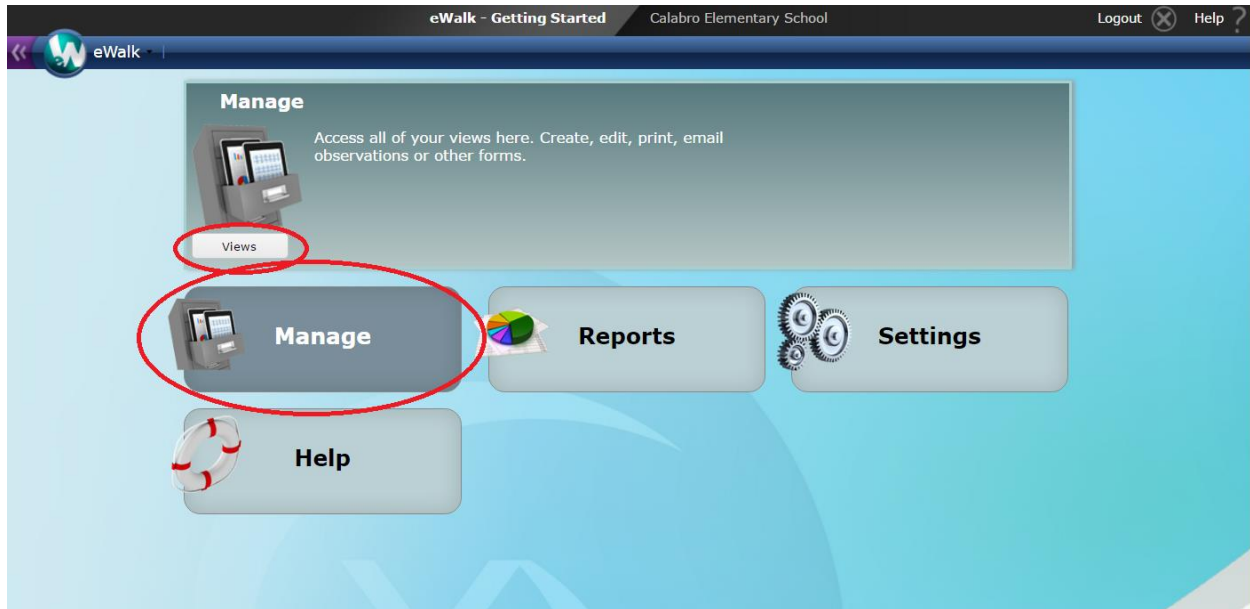 eWalk - Getting Started Calabro Elementary School Logout Help ?
eWalk
Manage
Access all of your views here. Create, edit, print, email
observations or other forms.
Views
Manage Reports Settings
Help